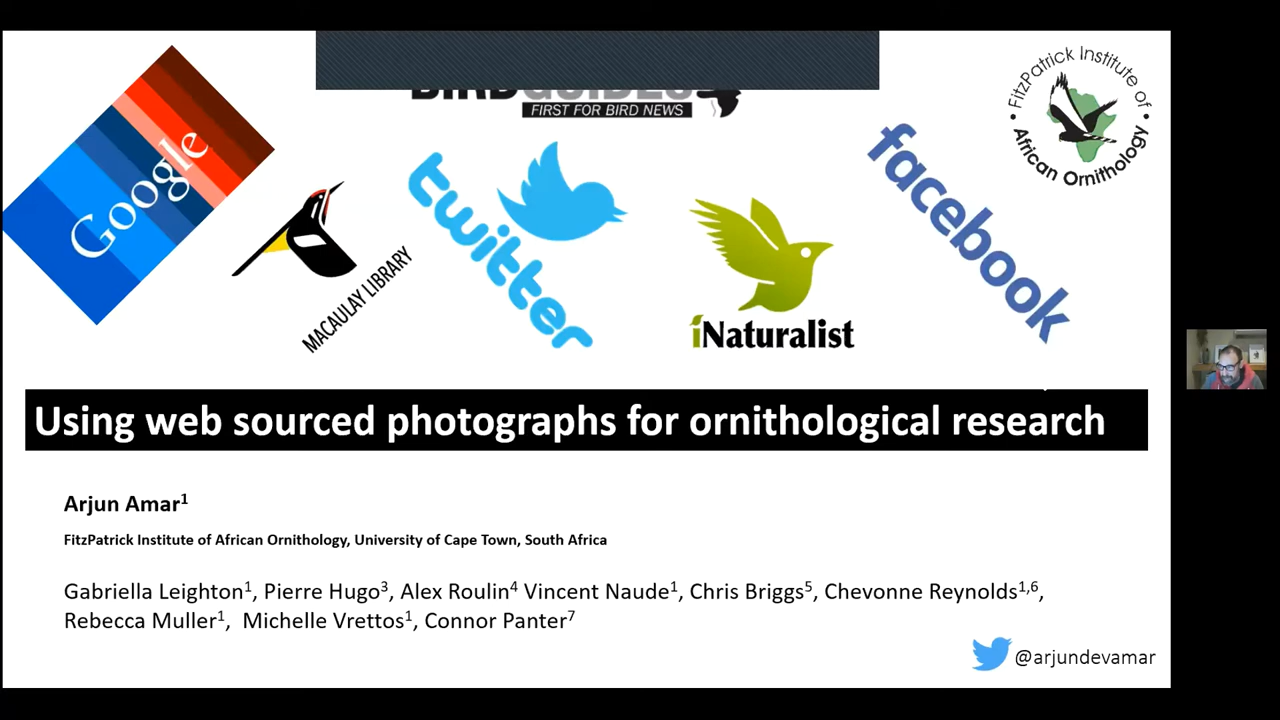 BIRDGUIDES
FIRST FOR BIRD NEWS
FitzPatrick Institute of
African Ornithology
Google
MACAULAY LIBRARY
twitter
iNaturalist
facebook
Using web sourced photographs for ornithological research
Arjun Amar1
FitzPatrick Institute of African Ornithology, University of Cape Town, South Africa
Gabriella Leighton1, Pierre Hugo3, Alex Roulin4 Vincent Naude1, Chris Briggs5, Chevonne Reynolds1,6,
Rebecca Muller1, Michelle Vrettos1, Connor Panter7
@arjundevamar